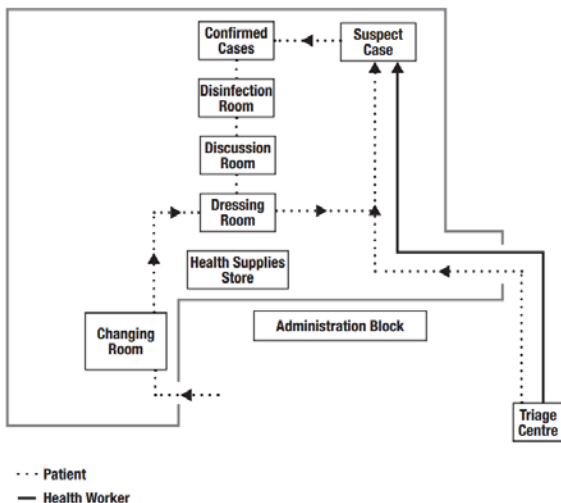 Confirmed
Cases
Suspect
Case
Disinfection
Room
Discussion
Room
Dressing
Room
Health Supplies
Store
Changing
Room
Administration Block
Triage
Centre
Patient
Health Worker